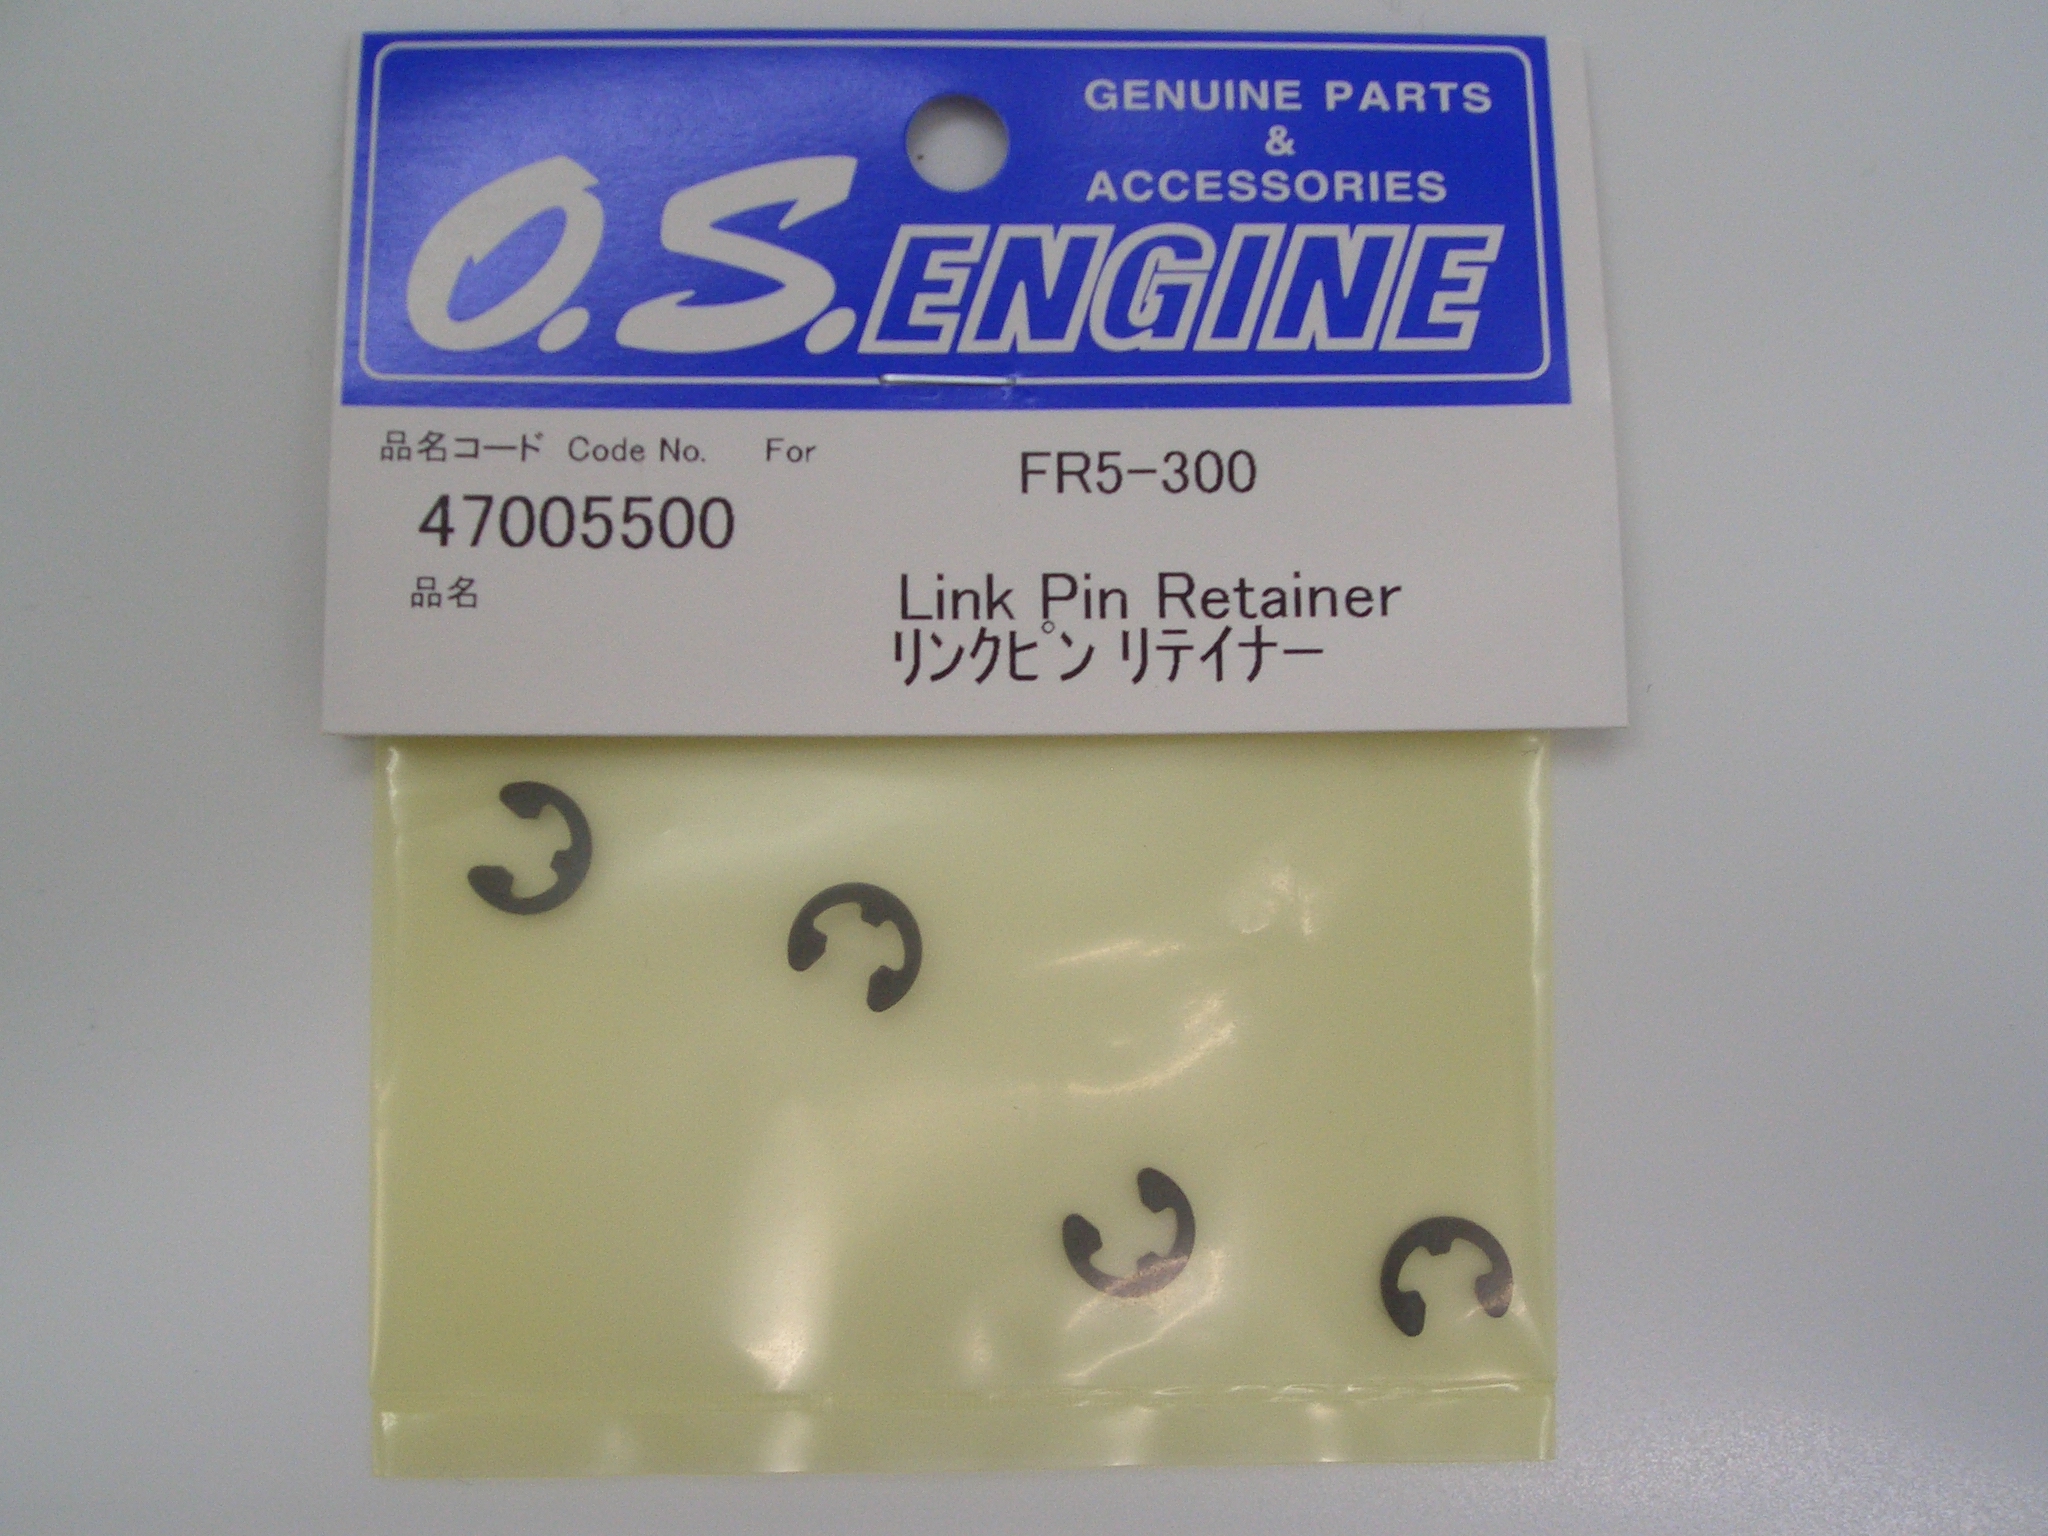 GENUINE PARTS
&
ACCESSORIES
O.S.ENGINE
品名コード Code No. For
FR5-300
47005500
品名
Link Pin Retainer
リンクピン リテイナー